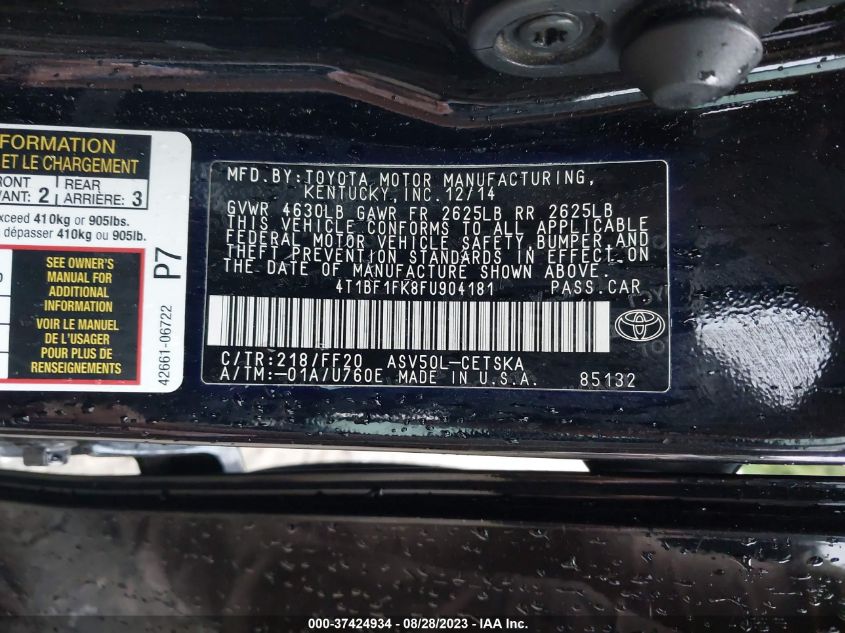 FORMATION
ET LE CHARGEMENT
RONT
VANT: 2
REAR
ARRIÈRE: 3
xceed 410kg or 905lbs.
dépasser 410kg ou 905lb.
SEE OWNER'S
MANUAL FOR
ADDITIONAL
INFORMATION
VOIR LE MANUEL
DE L'USAGER
POUR PLUS DE
RENSEIGNEMENTS
P7
42661-06722
MFD.BY:TOYOTA MOTOR MANUFACTURING,
KENTUCKY, INC.12/14
GVWR 4630LB GAWR FR 2625LB RR 2625LB
THIS VEHICLE CONFORMS TO ALL APPLICABLE
FEDERAL MOTOR VEHICLE SAFETY,BUMPER,AND
THEFT PREVENTION STANDARDS IN EFFECT ON
THE DATE OF MANUFACTURE SHOWN ABOVE.
4T1BF1FK8FU904181 PASS.CAR
C/TR:218/FF20 ASV50L-CETSKA
A/TM:-01A/U760E MADE IN U.S.A. 85132
000-37424934 - 08/28/2023 - IAA Inc.